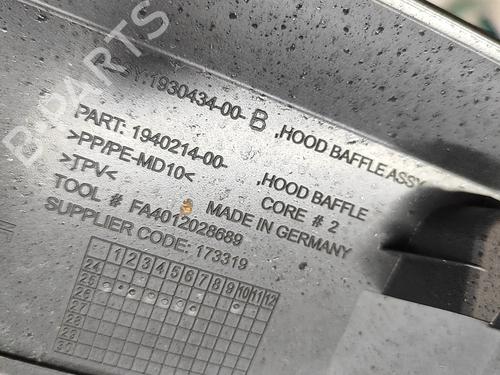 B-PARTS
Y:1930434-00-B ,HOOD BAFFLE ASSY
PART: 1940214-00- ,HOOD BAFFLE
>PP/PE-MD10< CORE # 2
>TPV< MADE IN GERMANY
TOOL # FA4012028689
SUPPLIER CODE: 173319
1 2 3 4 5 6 7 8 9 10 11 12
24
25
26
27
28
29
30